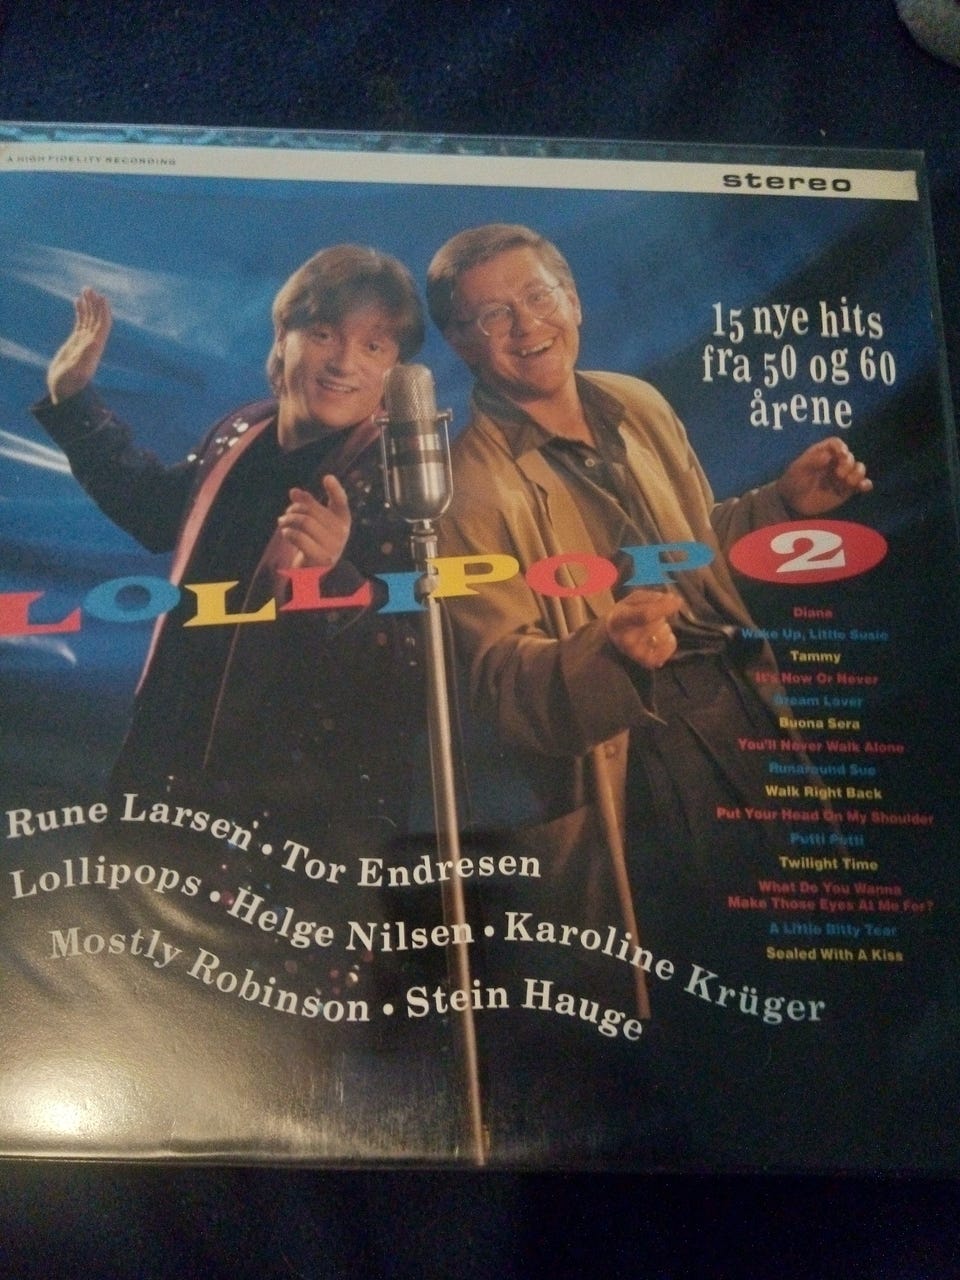 A HIGH FIDELITY RECORDING
stereo
15 nye hits
fra 50 og 60
årene
LOLLIPOP 2
Diana
Wake Up, Little Susie
Tammy
It's Now Or Never
Dream Lover
Buona Sera
You'll Never Walk Alone
Runaround Sue
Walk Right Back
Put Your Head On My Shoulder
Putti Putti
Twilight Time
What Do You Wanna
Make Those Eyes At Me For?
A Little Bitty Tear
Sealed With A Kiss
Rune Larsen • Tor Endresen
Lollipops • Helge Nilsen • Karoline Krüger
Mostly Robinson • Stein Hauge